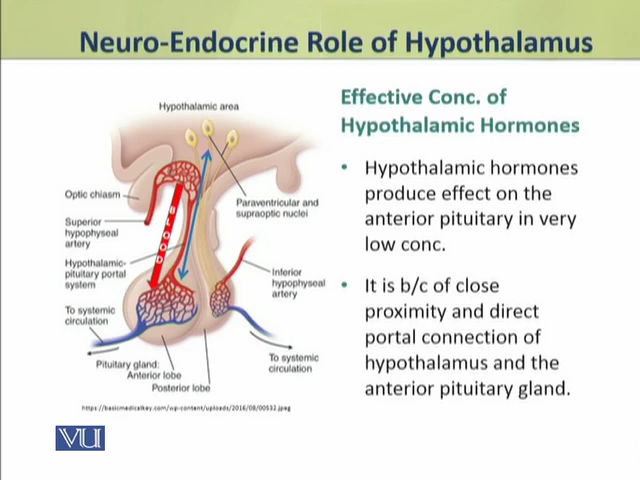 Neuro-Endocrine Role of Hypothalamus
Hypothalamic area
Optic chiasm
Superior
hypophyseal
artery
Hypothalamic-
pituitary portal
system
To systemic
circulation
Pituitary gland:
Anterior lobe
Posterior lobe
BLOOD
Paraventricular and
supraoptic nuclei
Inferior
hypophyseal
artery
To systemic
circulation
https://basicmedicalkey.com/wp-content/uploads/2016/08/00532.jpeg
Effective Conc. of
Hypothalamic Hormones
• Hypothalamic hormones
produce effect on the
anterior pituitary in very
low conc.
• It is b/c of close
proximity and direct
portal connection of
hypothalamus and the
anterior pituitary gland.
VU